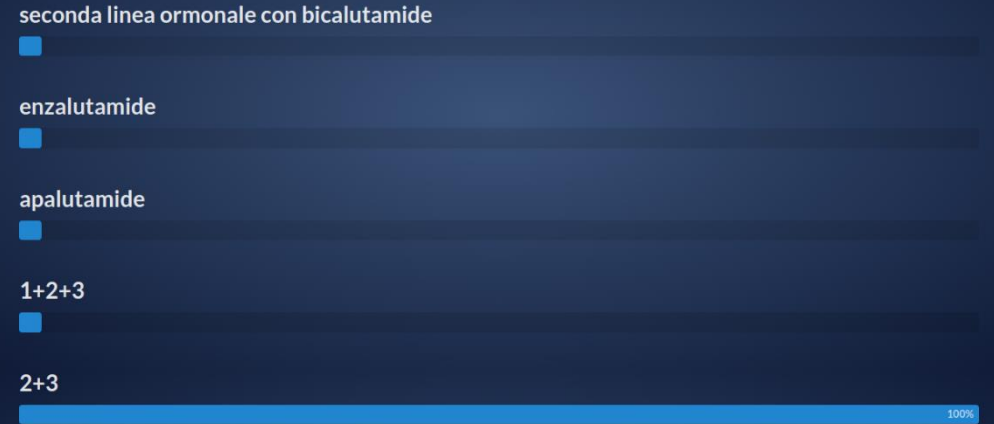 seconda linea ormonale con bicalutamide
enzalutamide
apalutamide
1+2+3
2+3
100%